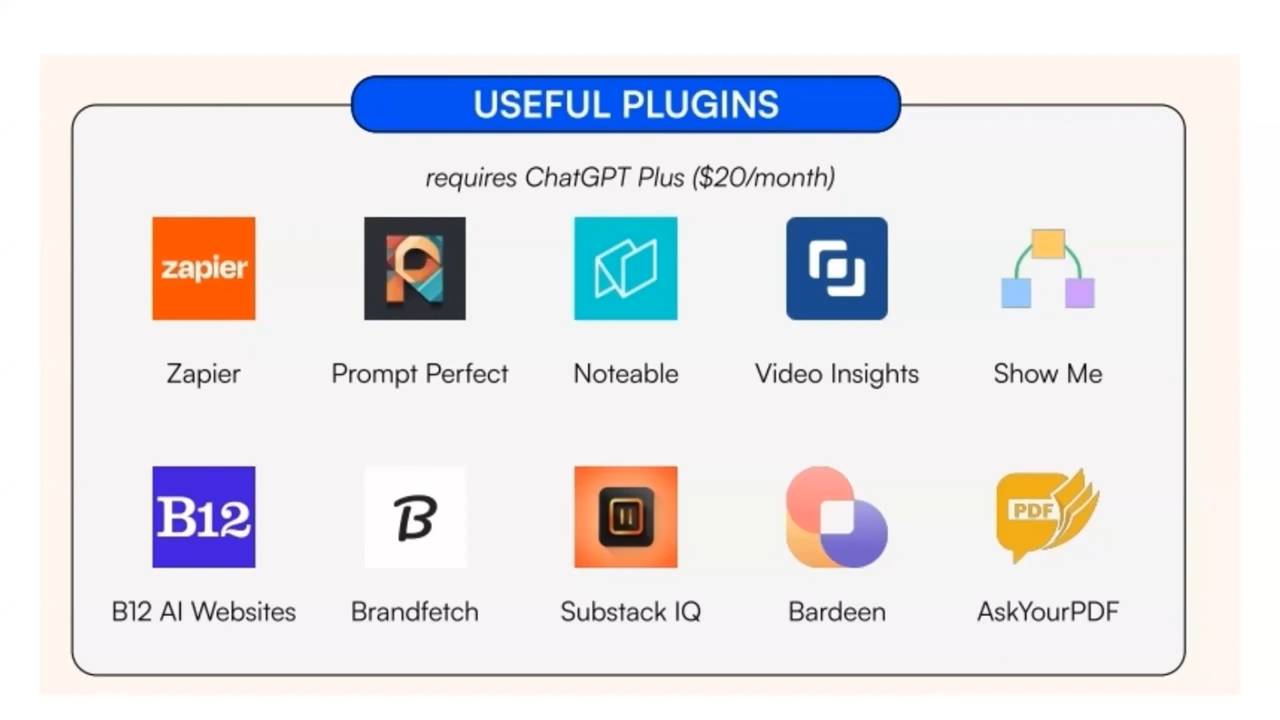 USEFUL PLUGINS
requires ChatGPT Plus ($20/month)
zapier
Zapier
Prompt Perfect
Noteable
Video Insights
Show Me
B12
B
PDF
B12 AI Websites
Brandfetch
Substack IQ
Bardeen
AskYourPDF